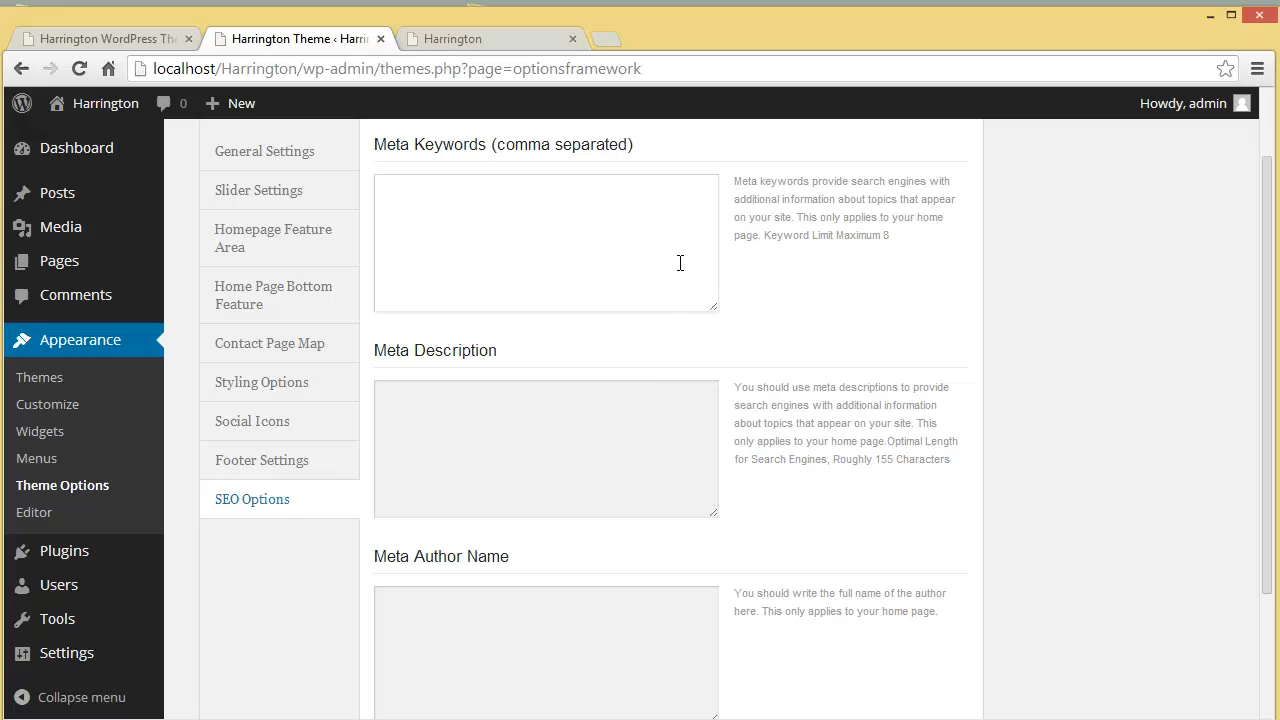 Harrington WordPress Th
Harrington Theme ‹ Harri
Harrington
localhost/Harrington/wp-admin/themes.php?page=optionsframework
Harrington
0
New
Howdy, admin
Dashboard
Posts
Media
Pages
Comments
Appearance
Themes
Customize
Widgets
Menus
Theme Options
Editor
Plugins
Users
Tools
Settings
Collapse menu
General Settings
Slider Settings
Homepage Feature
Area
Home Page Bottom
Feature
Contact Page Map
Styling Options
Social Icons
Footer Settings
SEO Options
Meta Keywords (comma separated)
Meta keywords provide search engines with
additional information about topics that appear
on your site. This only applies to your home
page. Keyword Limit Maximum 8
Meta Description
You should use meta descriptions to provide
search engines with additional information
about topics that appear on your site. This
only applies to your home page.Optimal Length
for Search Engines, Roughly 155 Characters
Meta Author Name
You should write the full name of the author
here. This only applies to your home page.